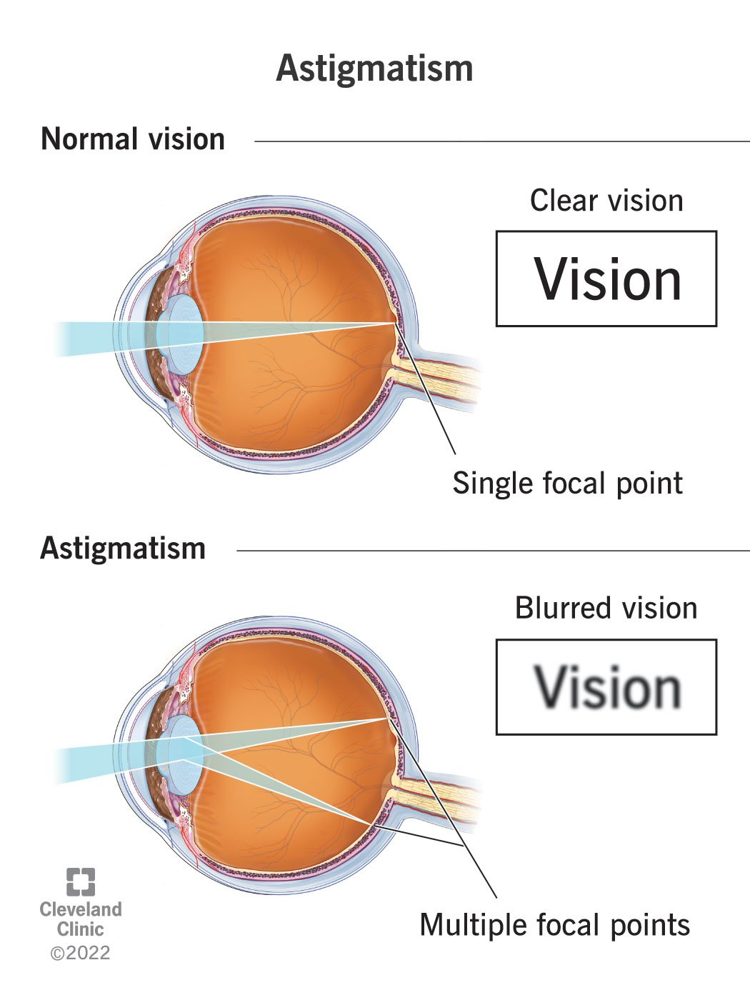 Astigmatism
Normal vision
Clear vision
Vision
Single focal point
Astigmatism
Blurred vision
Vision
Multiple focal points
Cleveland
Clinic
©2022